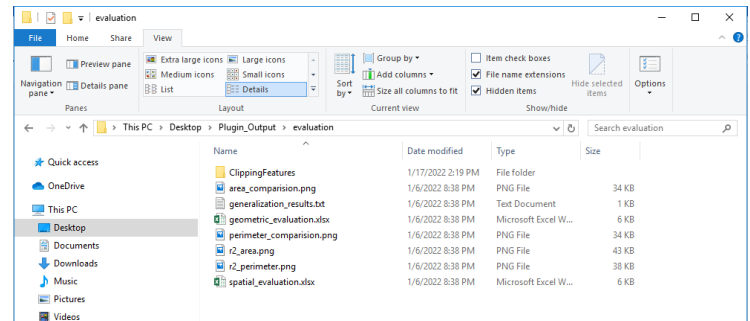 evaluation
File Home Share View
Navigation pane Preview pane Details pane
Panes
Extra large icons Large icons
Medium icons Small icons
List Details
Layout
Sort by
Group by
Add columns
Size all columns to fit
Current view
Item check boxes
File name extensions
Hidden items
Hide selected items
Show/hide
Options
This PC > Desktop > Plugin_Output > evaluation
Search evaluation
Quick access
OneDrive
This PC
Desktop
Documents
Downloads
Music
Pictures
Videos
Name Date modified Type Size
ClippingFeatures 1/17/2022 2:19 PM File folder
area_comparision.png 1/6/2022 8:38 PM PNG File 34 KB
generalization_results.txt 1/6/2022 8:38 PM Text Document 1 KB
geometric_evaluation.xlsx 1/6/2022 8:38 PM Microsoft Excel W... 6 KB
perimeter_comparision.png 1/6/2022 8:38 PM PNG File 34 KB
r2_area.png 1/6/2022 8:38 PM PNG File 43 KB
r2_perimeter.png 1/6/2022 8:38 PM PNG File 38 KB
spatial_evaluation.xlsx 1/6/2022 8:38 PM Microsoft Excel W... 6 KB